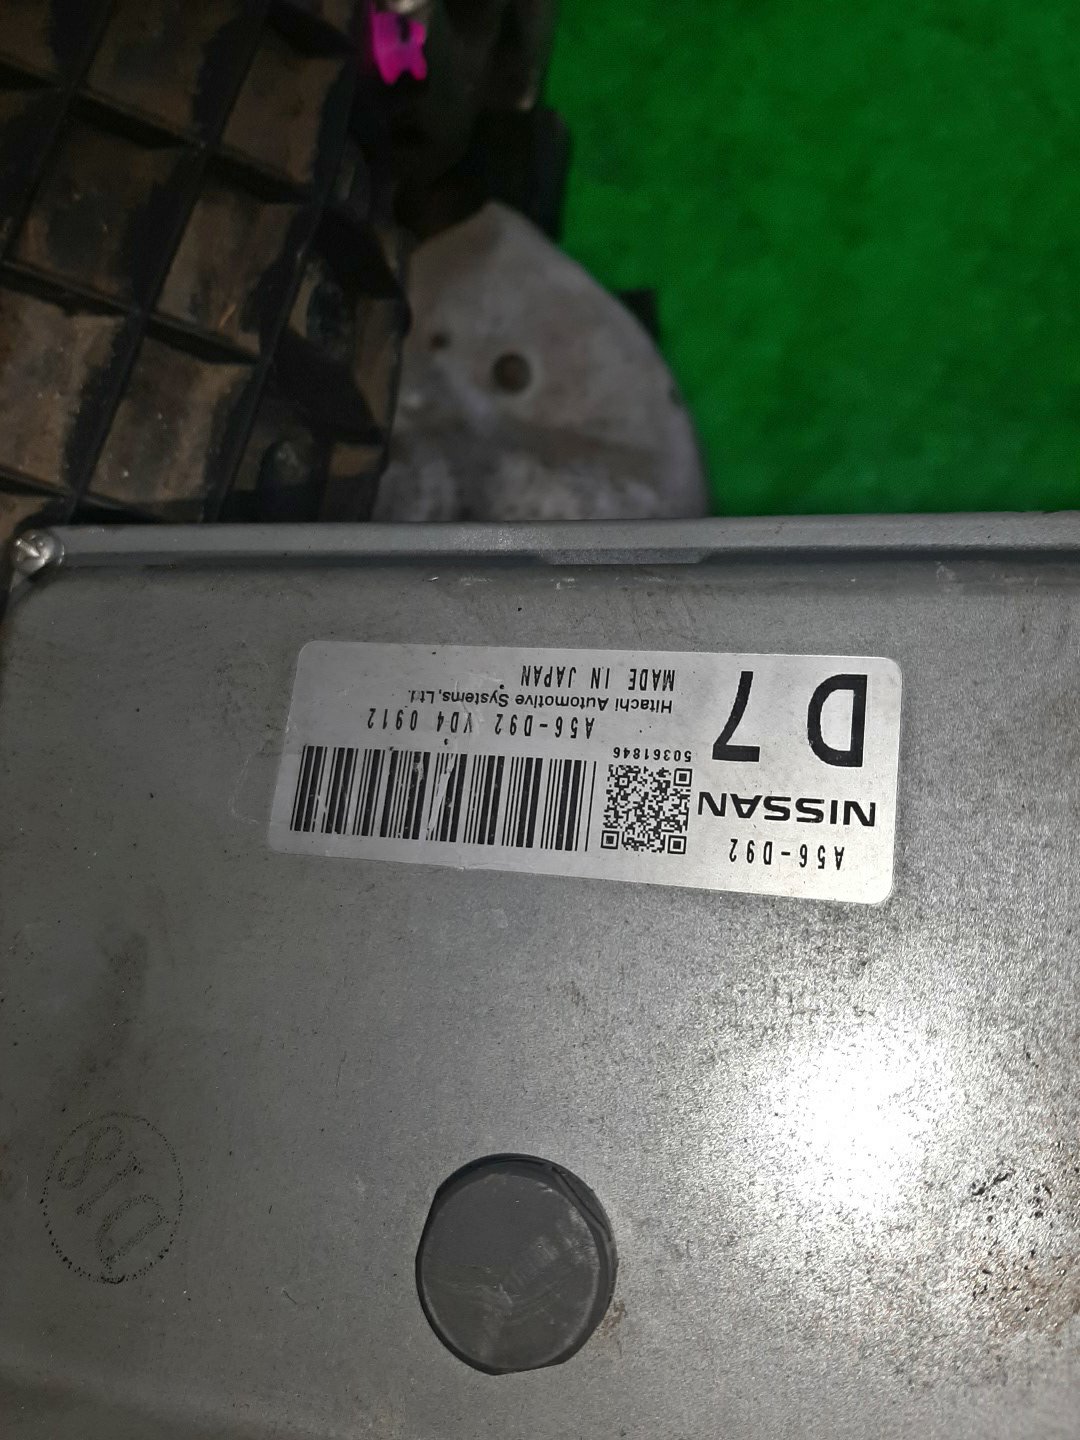 A56-D92
NISSAN
D7
50361846
A56-D92 VD4 0912
Hitachi Automotive Systems,Ltd.
MADE IN JAPAN